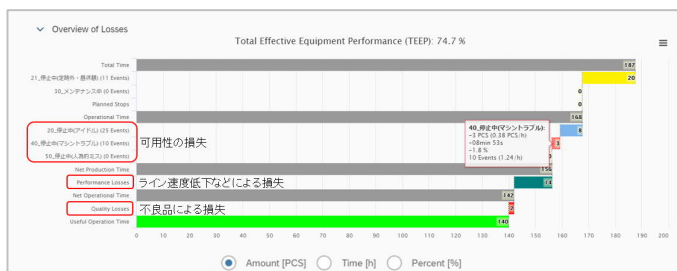 Overview of Losses
Total Effective Equipment Performance (TEEP): 74.7 %
Total Time
187
21_停止中(定時外・昼休憩) (11 Events)
20
30_メンテナンス中 (0 Events)
0
Planned Stops
0
Operational Time
168
20_停止中(アイドル) (25 Events)
8
40_停止中(マシントラブル) (10 Events)
可用性の損失
3
50_停止中(人為的ミス) (0 Events)
0
40_停止中(マシントラブル):
−3 PCS (0.38 PCS/h)
−08min 53s
−1.8 %
10 Events (1.24/h)
Net Production Time
156
Performance Losses
ライン速度低下などによる損失
14
Net Operational Time
142
Quality Losses
不良品による損失
2
Useful Operation Time
140
0 10 20 30 40 50 60 70 80 90 100 110 120 130 140 150 160 170 180 190 200
Amount [PCS] Time [h] Percent [%]